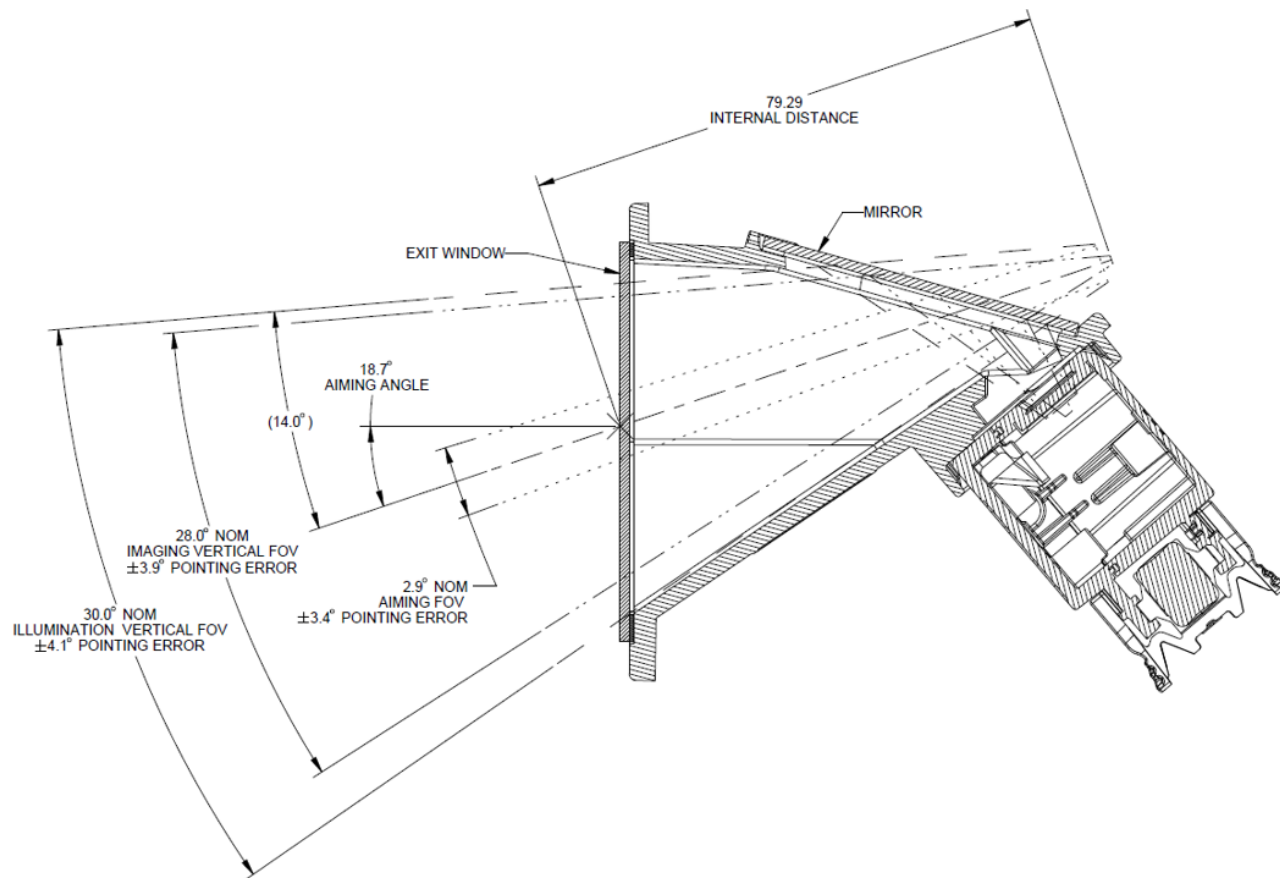 79.29
INTERNAL DISTANCE
MIRROR
EXIT WINDOW
18.7°
AIMING ANGLE
(14.0°)
28.0° NOM
IMAGING VERTICAL FOV
±3.9° POINTING ERROR
2.9° NOM
AIMING FOV
±3.4° POINTING ERROR
30.0° NOM
ILLUMINATION VERTICAL FOV
±4.1° POINTING ERROR